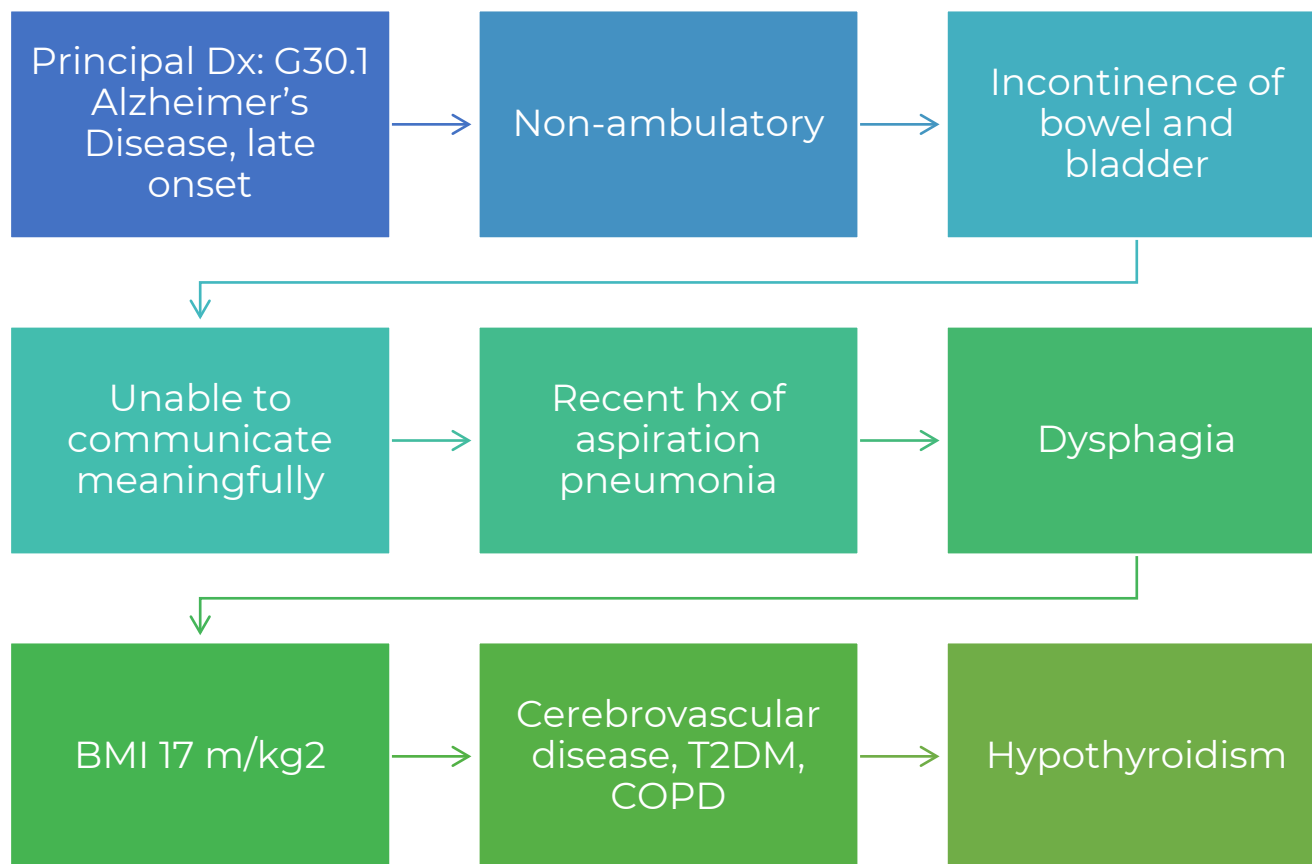 Principal Dx: G30.1
Alzheimer’s
Disease, late
onset
Non-ambulatory
Incontinence of
bowel and
bladder
Unable to
communicate
meaningfully
Recent hx of
aspiration
pneumonia
Dysphagia
BMI 17 m/kg2
Cerebrovascular
disease, T2DM,
COPD
Hypothyroidism